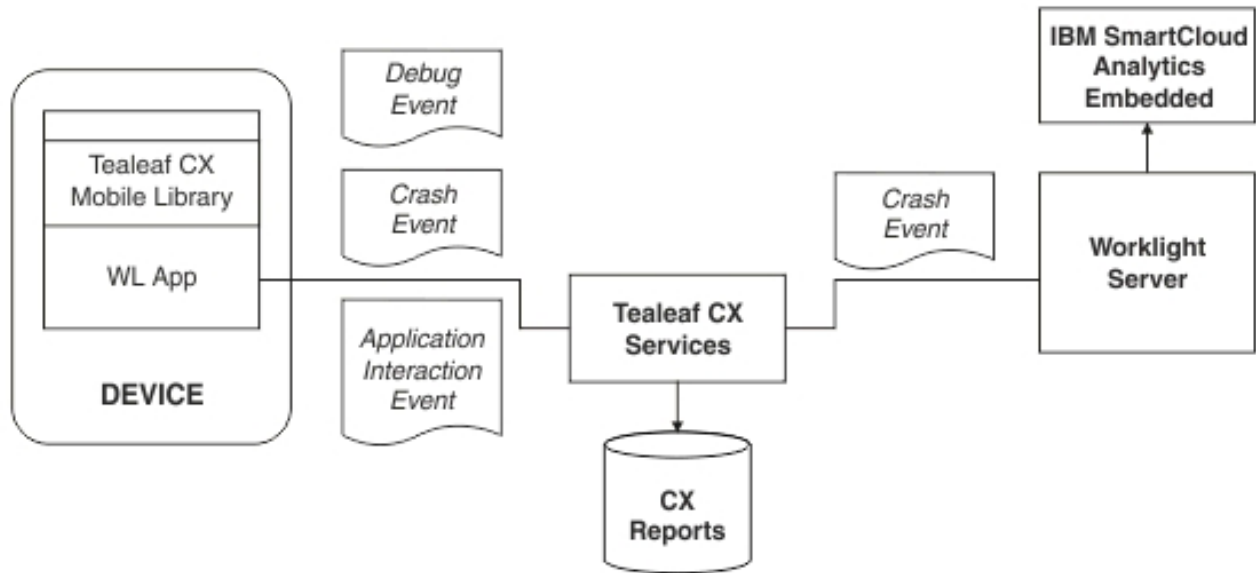 Tealeaf CX
Mobile Library
WL App
DEVICE
Debug
Event
Crash
Event
Application
Interaction
Event
Tealeaf CX
Services
CX
Reports
Crash
Event
IBM SmartCloud
Analytics
Embedded
Worklight
Server